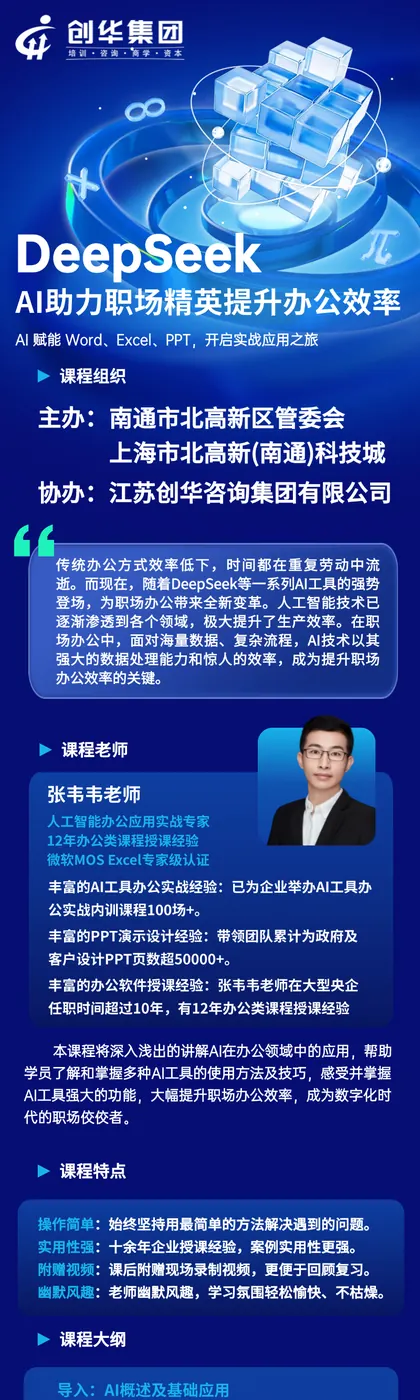 创华集团
培训·咨询·商学·资本
DeepSeek
AI助力职场精英提升办公效率
AI 赋能 Word、Excel、PPT，开启实战应用之旅
课程组织
主办：南通市北高新区管委会
上海市北高新(南通)科技城
协办：江苏创华咨询集团有限公司
传统办公方式效率低下，时间都在重复劳动中流
逝。而现在，随着DeepSeek等一系列AI工具的强势
登场，为职场办公带来全新变革。人工智能技术已
逐渐渗透到各个领域，极大提升了生产效率。在职
场办公中，面对海量数据、复杂流程，AI技术以其
强大的数据处理能力和惊人的效率，成为提升职场
办公效率的关键。
课程老师
张韦韦老师
人工智能办公应用实战专家
12年办公类课程授课经验
微软MOS Excel专家级认证
丰富的AI工具办公实战经验：已为企业举办AI工具办
公实战内训课程100场+。
丰富的PPT演示设计经验：带领团队累计为政府及
客户设计PPT页数超50000+。
丰富的办公软件授课经验：张韦韦老师在大型央企
任职时间超过10年，有12年办公类课程授课经验
本课程将深入浅出的讲解AI在办公领域中的应用，帮助
学员了解和掌握多种AI工具的使用方法及技巧，感受并掌握
AI工具强大的功能，大幅提升职场办公效率，成为数字化时
代的职场佼佼者。
课程特点
操作简单：始终坚持用最简单的方法解决遇到的问题。
实用性强：十余年企业授课经验，案例实用性更强。
附赠视频：课后附赠现场录制视频，更便于回顾复习。
幽默风趣：老师幽默风趣，学习氛围轻松愉快、不枯燥。
课程大纲
导入：AI概述及基础应用